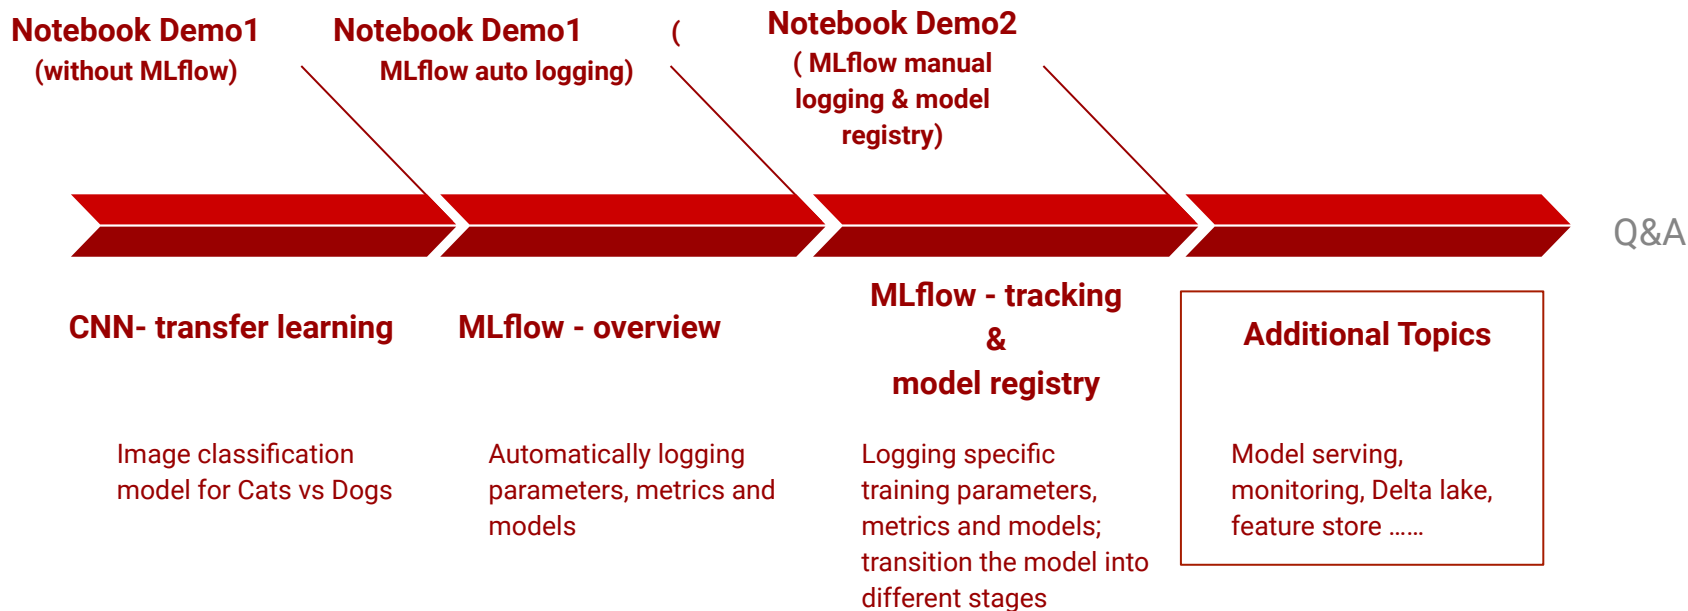 Notebook Demo1
(without MLflow)
Notebook Demo1 (
MLflow auto logging)
Notebook Demo2
( MLflow manual
logging & model
registry)
Q&A
CNN- transfer learning
Image classification
model for Cats vs Dogs
MLflow - overview
Automatically logging
parameters, metrics and
models
MLflow - tracking
&
model registry
Logging specific
training parameters,
metrics and models;
transition the model into
different stages
Additional Topics
Model serving,
monitoring, Delta lake,
feature store ......